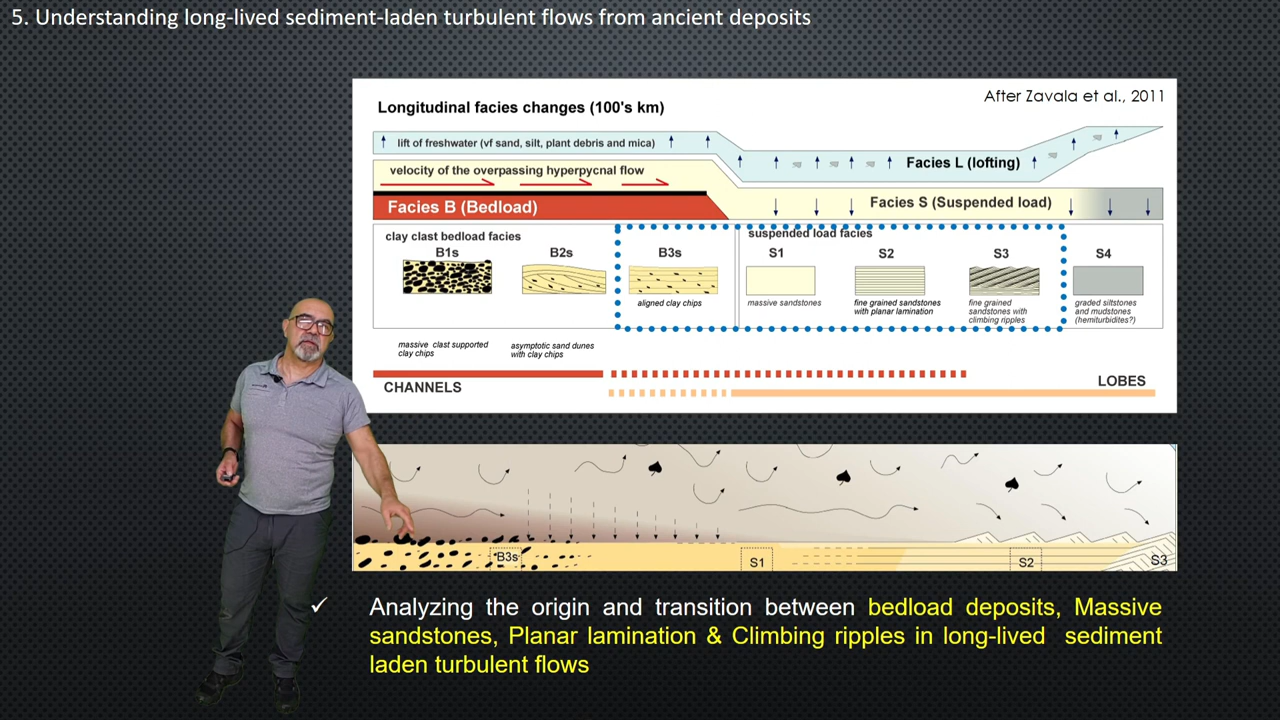 5. Understanding long-lived sediment-laden turbulent flows from ancient deposits
After Zavala et al., 2011
Longitudinal facies changes (100's km)
lift of freshwater (vf sand, silt, plant debris and mica)
Facies L (lofting)
velocity of the overpassing hyperpycnal flow
Facies B (Bedload)
Facies S (Suspended load)
clay clast bedload facies
suspended load facies
B1s
B2s
B3s
S1
S2
S3
S4
aligned clay chips
massive sandstones
fine grained sandstones
with planar lamination
fine grained
sandstones with
climbing ripples
graded siltstones
and mudstones
(hemiturbidites?)
massive clast supported
clay chips
asymptotic sand dunes
with clay chips
CHANNELS
LOBES
B3s
S1
S2
S3
✓ Analyzing the origin and transition between bedload deposits, Massive
sandstones, Planar lamination & Climbing ripples in long-lived sediment
laden turbulent flows